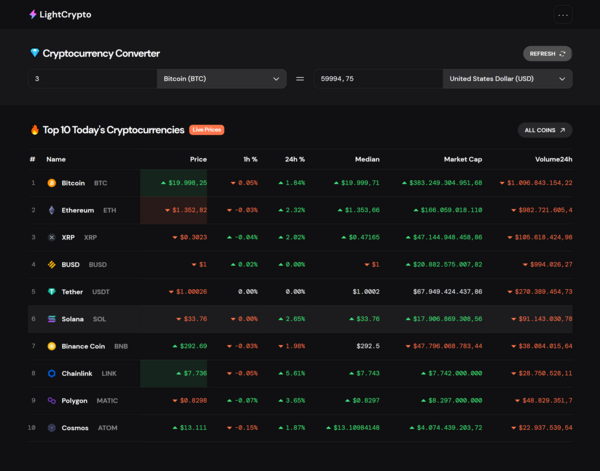 LightCrypto
...
Cryptocurrency Converter
REFRESH
3 Bitcoin (BTC) = 59994,75 United States Dollar (USD)
Top 10 Today's Cryptocurrencies Live Prices
ALL COINS
# Name Price 1h % 24h % Median Market Cap Volume24h
1 Bitcoin BTC $19.998,25 0.05% 1.84% $19.999,71 $383.249.304.951,68 $1.096.843.154,22
2 Ethereum ETH $1.352,82 -0.03% 2.32% $1.353,66 $166.059.018.110 $982.721.605,4
3 XRP XRP $0.3023 -0.04% 2.02% $0.47165 $47.144.948.458,86 $105.618.424,98
4 BUSD BUSD $1 0.02% 0.00% $1 $20.882.575.007,82 $994.026,27
5 Tether USDT $1.00026 0.00% 0.00% $1.0002 $67.949.424.437,86 $270.389.454,73
6 Solana SOL $33.76 0.00% 2.65% $33.76 $17.906.869.306,56 $91.143.030,78
7 Binance Coin BNB $292.69 -0.03% 1.98% $292.5 $47.796.068.783,44 $38.084.015,64
8 Chainlink LINK $7.736 -0.05% 5.61% $7.743 $7.742.000.000 $28.750.528,11
9 Polygon MATIC $0.8298 -0.07% 3.65% $0.8297 $8.297.000.000 $48.829.351,7
10 Cosmos ATOM $13.111 -0.15% 1.87% $13.10984148 $4.074.439.203,72 $22.937.539,54